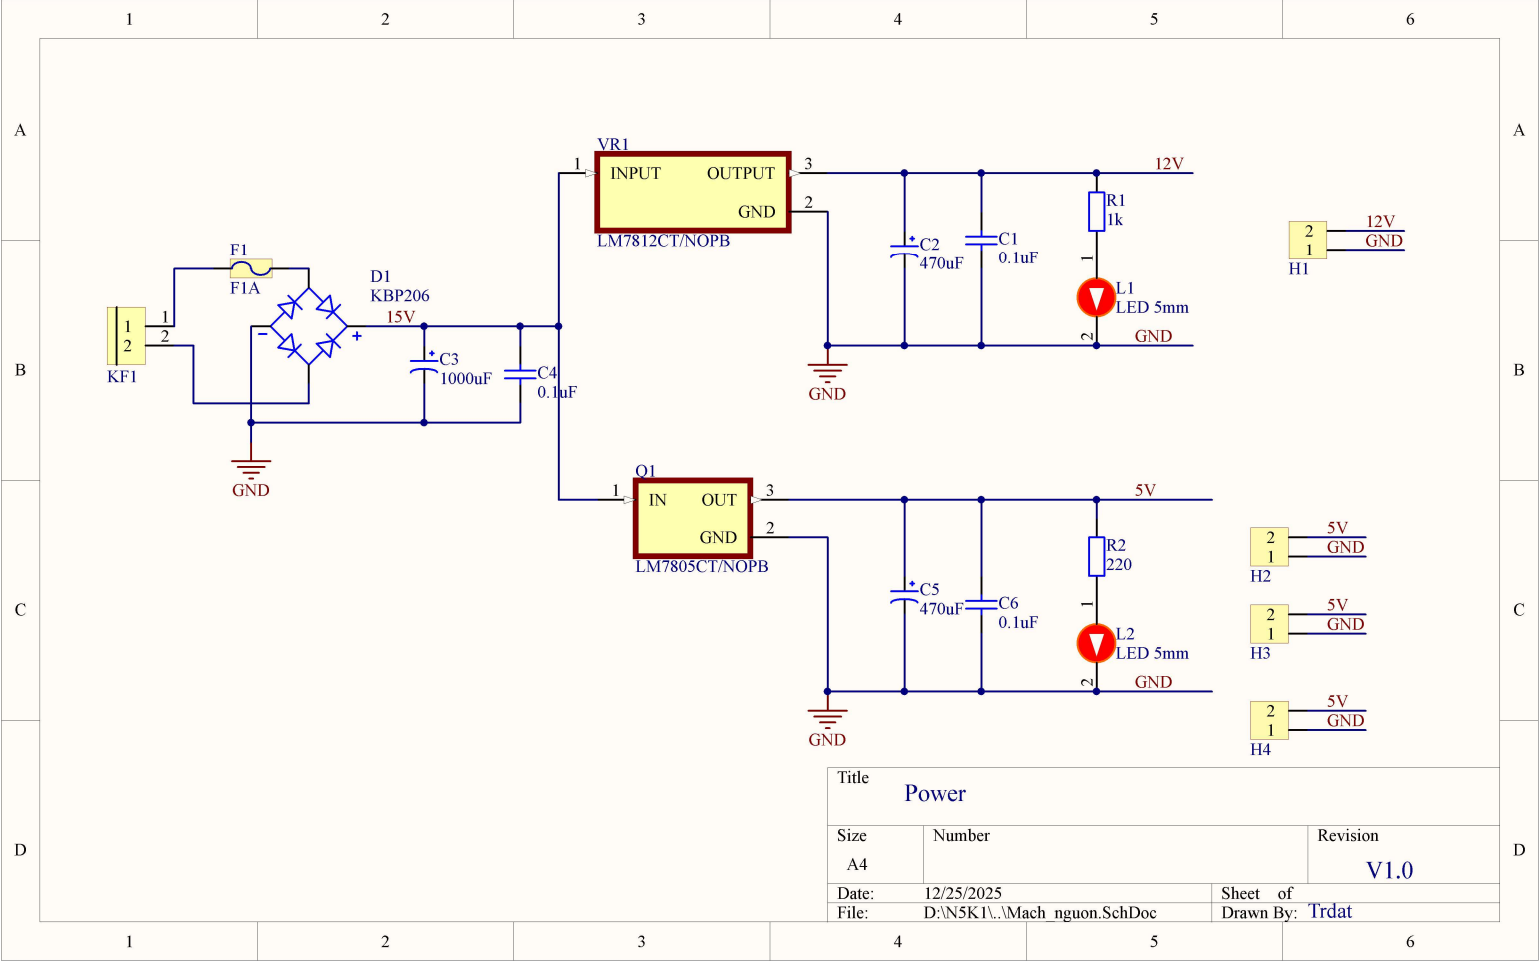 1 2 3 4 5 6
A A
B B
C C
D D
KF1
1
2
1
2
F1
F1A
D1
KBP206
15V
C3
1000uF
C4
0.1uF
GND
VR1
1
INPUT
OUTPUT
3
GND
2
LM7812CT/NOPB
C2
470uF
C1
0.1uF
12V
R1
1k
1
L1
LED 5mm
2
GND
GND
H1
2
1
12V
GND
Q1
1
IN
OUT
3
GND
2
LM7805CT/NOPB
C5
470uF
C6
0.1uF
5V
R2
220
1
L2
LED 5mm
2
GND
GND
2
1
5V
GND
H2
2
1
5V
GND
H3
2
1
5V
GND
H4
Title
Power
Size
A4
Number
Revision
V1.0
Date: 12/25/2025
Sheet of
File: D:\N5K1\..\Mach_nguon.SchDoc
Drawn By: Trdat
1 2 3 4 5 6